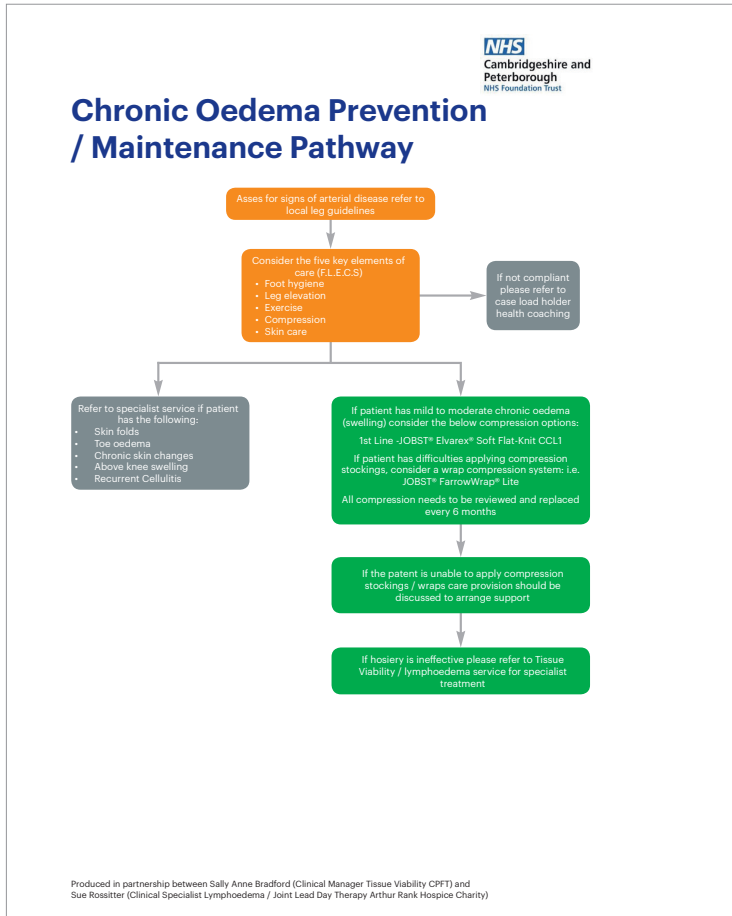 NHS
Cambridgeshire and
Peterborough
NHS Foundation Trust
Chronic Oedema Prevention
/ Maintenance Pathway
Asses for signs of arterial disease refer to
local leg guidelines
Consider the five key elements of
care (F.L.E.C.S)
• Foot hygiene
• Leg elevation
• Exercise
• Compression
• Skin care
If not compliant
please refer to
case load holder
health coaching
Refer to specialist service if patient
has the following:
• Skin folds
• Toe oedema
• Chronic skin changes
• Above knee swelling
• Recurrent Cellulitis
If patient has mild to moderate chronic oedema
(swelling) consider the below compression options:
1st Line -JOBST® Elvarex® Soft Flat-Knit CCL1
If patient has difficulties applying compression
stockings, consider a wrap compression system: i.e.
JOBST® FarrowWrap® Lite
All compression needs to be reviewed and replaced
every 6 months
If the patent is unable to apply compression
stockings / wraps care provision should be
discussed to arrange support
If hosiery is ineffective please refer to Tissue
Viability / lymphoedema service for specialist
treatment
Produced in partnership between Sally Anne Bradford (Clinical Manager Tissue Viability CPFT) and
Sue Rossitter (Clinical Specialist Lymphoedema / Joint Lead Day Therapy Arthur Rank Hospice Charity)